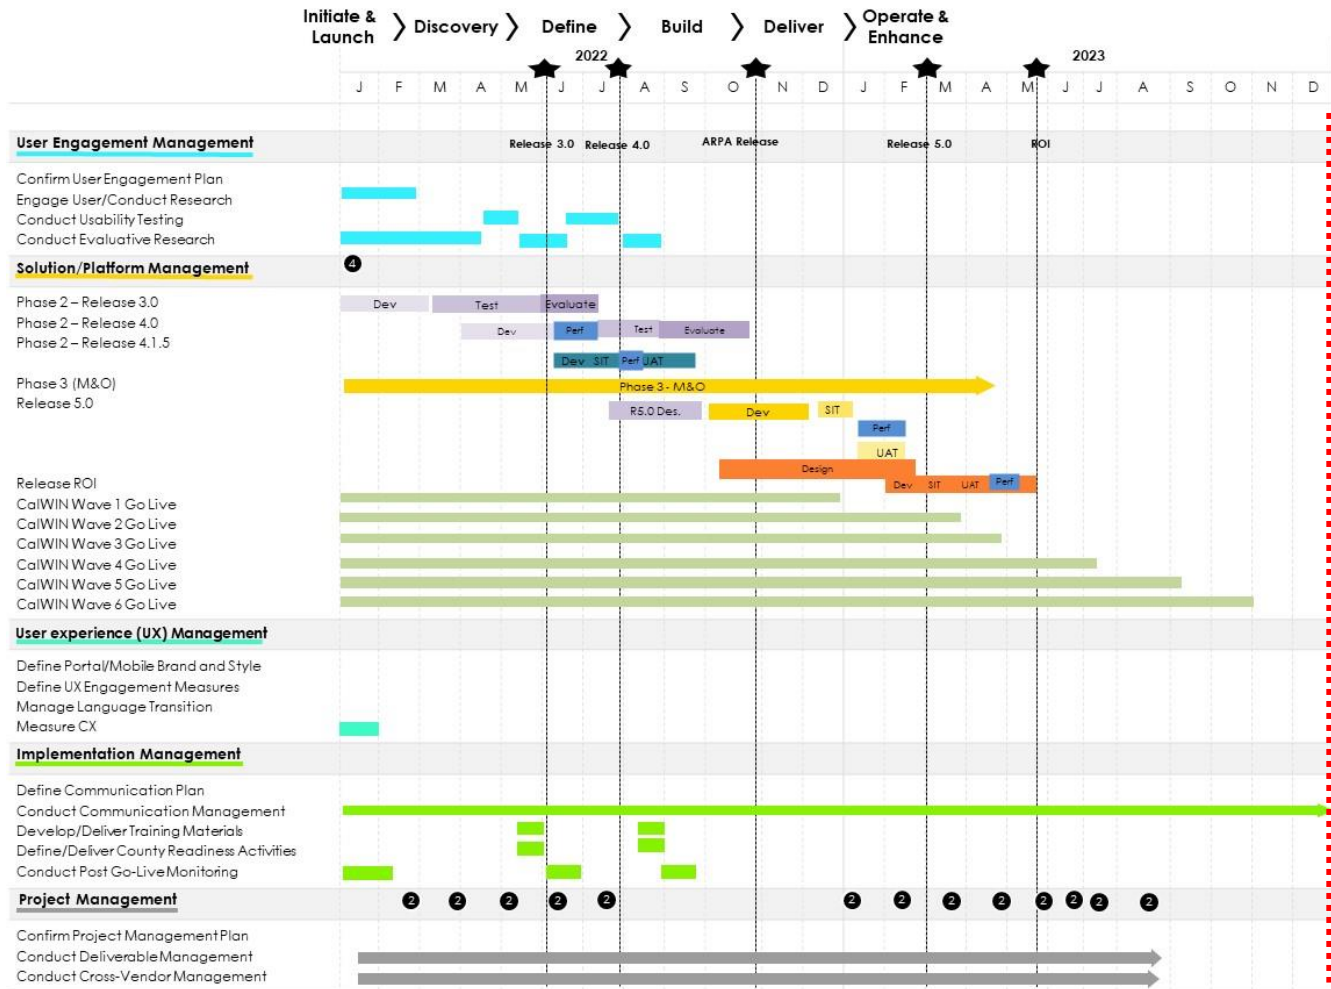 Initiate & Launch Discovery Define Build Deliver Operate & Enhance
2022 2023
J F M A M J J A S O N D J F M A M J J A S O N D
User Engagement Management Release 3.0 Release 4.0 ARPA Release Release 5.0 ROI
Confirm User Engagement Plan
Engage User/Conduct Research
Conduct Usability Testing
Conduct Evaluative Research
Solution/Platform Management 4
Phase 2 – Release 3.0 Dev Test Evaluate
Phase 2 – Release 4.0 Dev Perf Test Evaluate
Phase 2 – Release 4.1.5
Dev SIT Perf UAT
Phase 3 (M&O) Phase 3 - M&O
Release 5.0 R5.0 Des. Dev SIT
Perf
UAT
Design
Release ROI Dev SIT UAT Perf
CalWIN Wave 1 Go Live
CalWIN Wave 2 Go Live
CalWIN Wave 3 Go Live
CalWIN Wave 4 Go Live
CalWIN Wave 5 Go Live
CalWIN Wave 6 Go Live
User experience (UX) Management
Define Portal/Mobile Brand and Style
Define UX Engagement Measures
Manage Language Transition
Measure CX
Implementation Management
Define Communication Plan
Conduct Communication Management
Develop/Deliver Training Materials
Define/Deliver County Readiness Activities
Conduct Post Go-Live Monitoring
Project Management 2 2 2 2 2 2 2 2 2 2 2 2 2
Confirm Project Management Plan
Conduct Deliverable Management
Conduct Cross-Vendor Management